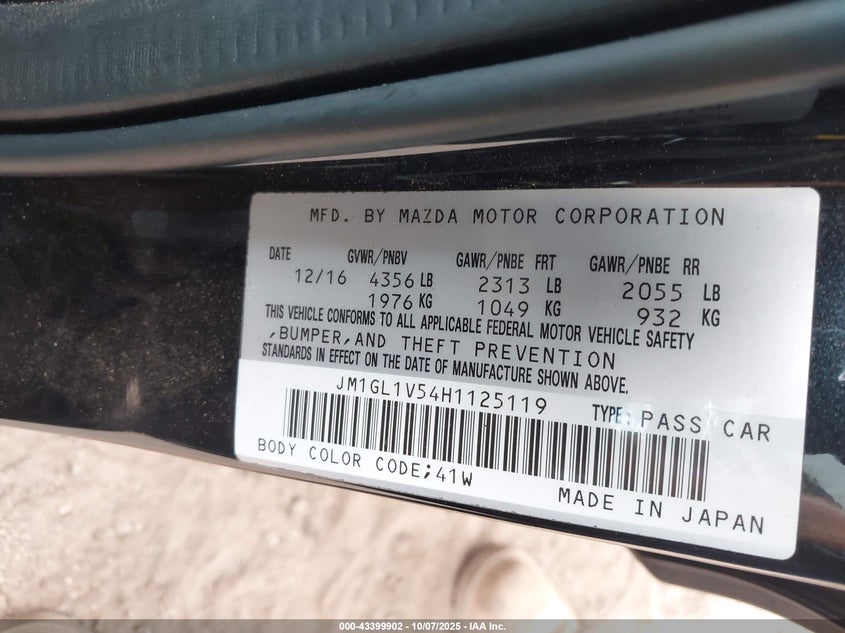 MFD. BY MAZDA MOTOR CORPORATION
DATE GVWR/PNBV GAWR/PNBE FRT GAWR/PNBE RR
12/16 4356 LB 2313 LB 2055 LB
1976 KG 1049 KG 932 KG
THIS VEHICLE CONFORMS TO ALL APPLICABLE FEDERAL MOTOR VEHICLE SAFETY
,BUMPER,AND THEFT PREVENTION
STANDARDS IN EFFECT ON THE DATE OF MANUFACTURE SHOWN ABOVE.
JM1GL1V54H1125119 TYPE: PASS CAR
BODY COLOR CODE;41W
MADE IN JAPAN
000-43399902 - 10/07/2025 - IAA Inc.